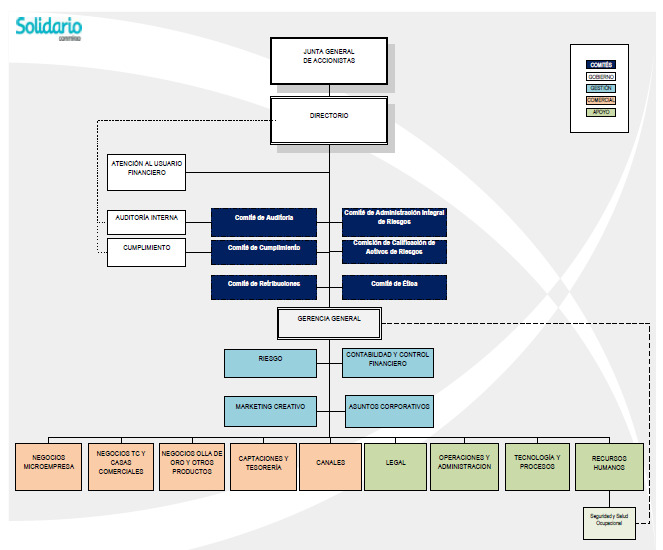 Solidario
JUNTA GENERAL
DE ACCIONISTAS
COMITÉS
GOBIERNO
GESTIÓN
COMERCIAL
APOYO
DIRECTORIO
ATENCIÓN AL USUARIO
FINANCIERO
AUDITORÍA INTERNA
Comité de Auditoría
Comité de Administración Integral
de Riesgos
CUMPLIMIENTO
Comité de Cumplimiento
Comisión de Calificación de
Activos de Riesgos
Comité de Retribuciones
Comité de Ética
GERENCIA GENERAL
RIESGO
CONTABILIDAD Y CONTROL
FINANCIERO
MARKETING CREATIVO
ASUNTOS CORPORATIVOS
NEGOCIOS
MICROEMPRESA
NEGOCIOS TC Y
CASAS
COMERCIALES
NEGOCIOS OLLA DE
ORO Y OTROS
PRODUCTOS
CAPTACIONES Y
TESORERÍA
CANALES
LEGAL
OPERACIONES Y
ADMINISTRACION
TECNOLOGÍA Y
PROCESOS
RECURSOS
HUMANOS
Seguridad y Salud
Ocupacional